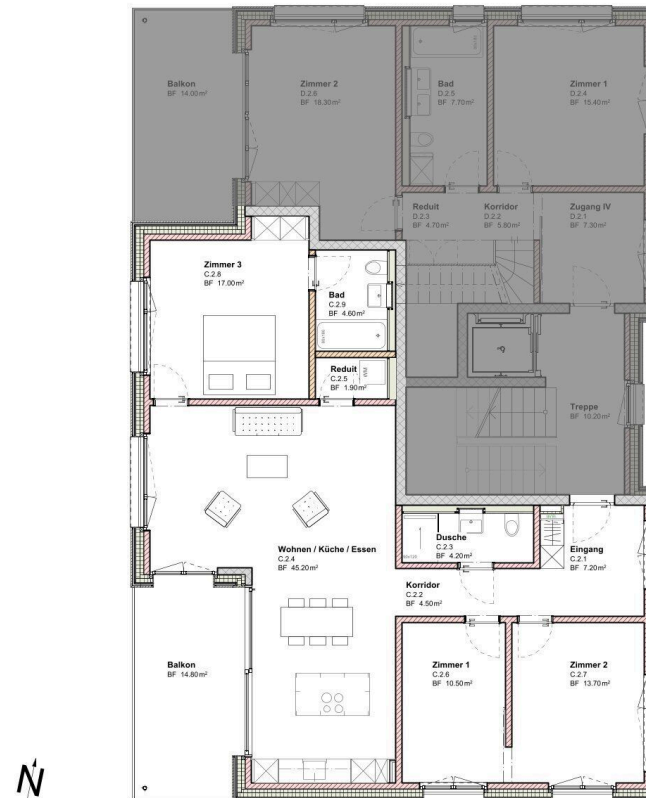 Balkon
BF 14.00m²
Zimmer 2
D.2.6
BF 18.30m²
Bad
D.2.5
BF 7.70m²
Zimmer 1
D.2.4
BF 15.40m²
Reduit
D.2.3
BF 4.70m²
Korridor
D.2.2
BF 5.80m²
Zugang IV
D.2.1
BF 7.30m²
Zimmer 3
C.2.8
BF 17.00m²
Bad
C.2.9
BF 4.60m²
Reduit
C.2.5
BF 1.90m²
Treppe
BF 10.20m²
Wohnen / Küche / Essen
C.2.4
BF 45.20m²
Dusche
C.2.3
BF 4.20m²
Eingang
C.2.1
BF 7.20m²
Korridor
C.2.2
BF 4.50m²
Balkon
BF 14.80m²
Zimmer 1
C.2.6
BF 10.50m²
Zimmer 2
C.2.7
BF 13.70m²
N